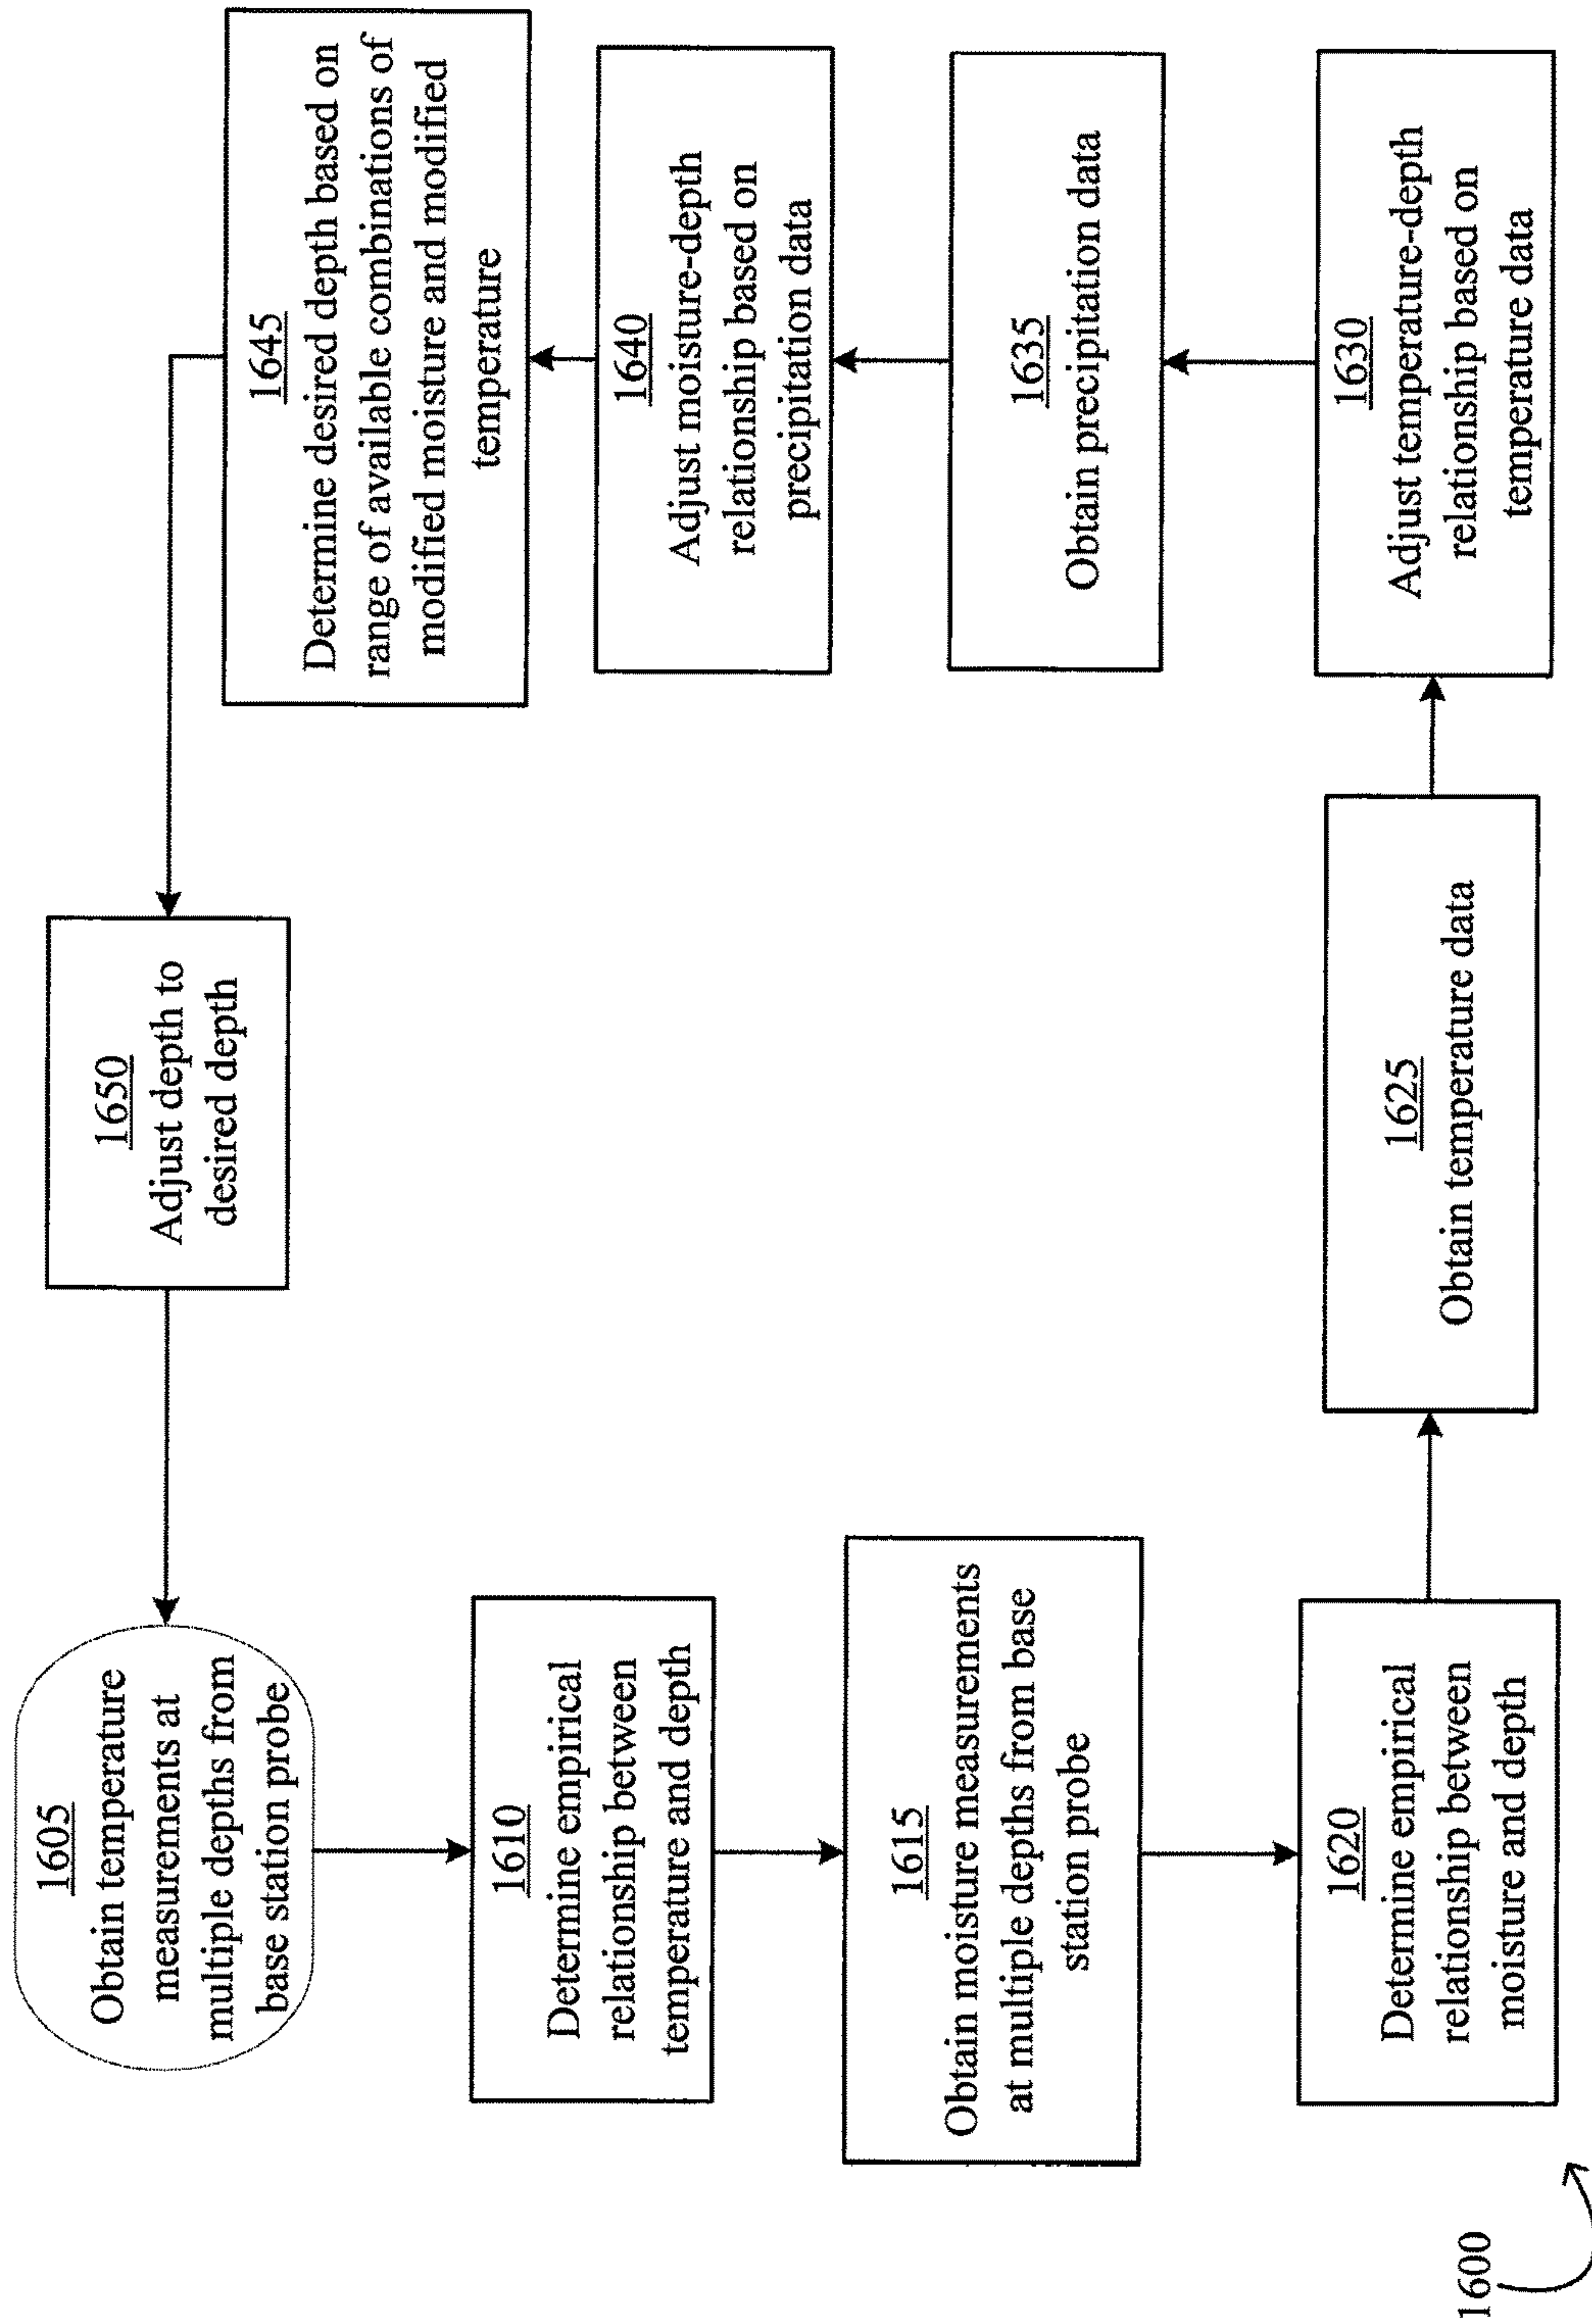 1605
Obtain temperature
measurements at
multiple depths from
base station probe
1610
Determine empirical
relationship between
temperature and depth
1615
Obtain moisture measurements
at multiple depths from base
station probe
1620
Determine empirical
relationship between
moisture and depth
1625
Obtain temperature data
1630
Adjust temperature-depth
relationship based on
temperature data
1635
Obtain precipitation data
1640
Adjust moisture-depth
relationship based on
precipitation data
1645
Determine desired depth based on
range of available combinations of
modified moisture and modified
temperature
1650
Adjust depth to
desired depth
1600